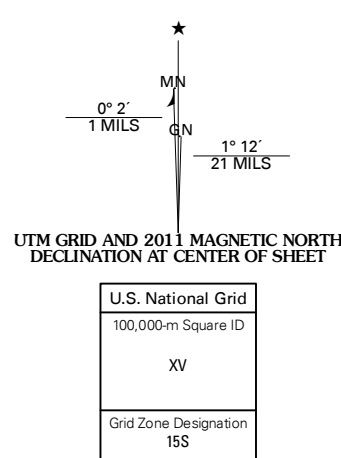 ★
MN
0° 2´
1 MILS
GN
1° 12´
21 MILS
UTM GRID AND 2011 MAGNETIC NORTH
DECLINATION AT CENTER OF SHEET
U.S. National Grid
100,000-m Square ID
XV
Grid Zone Designation
15S